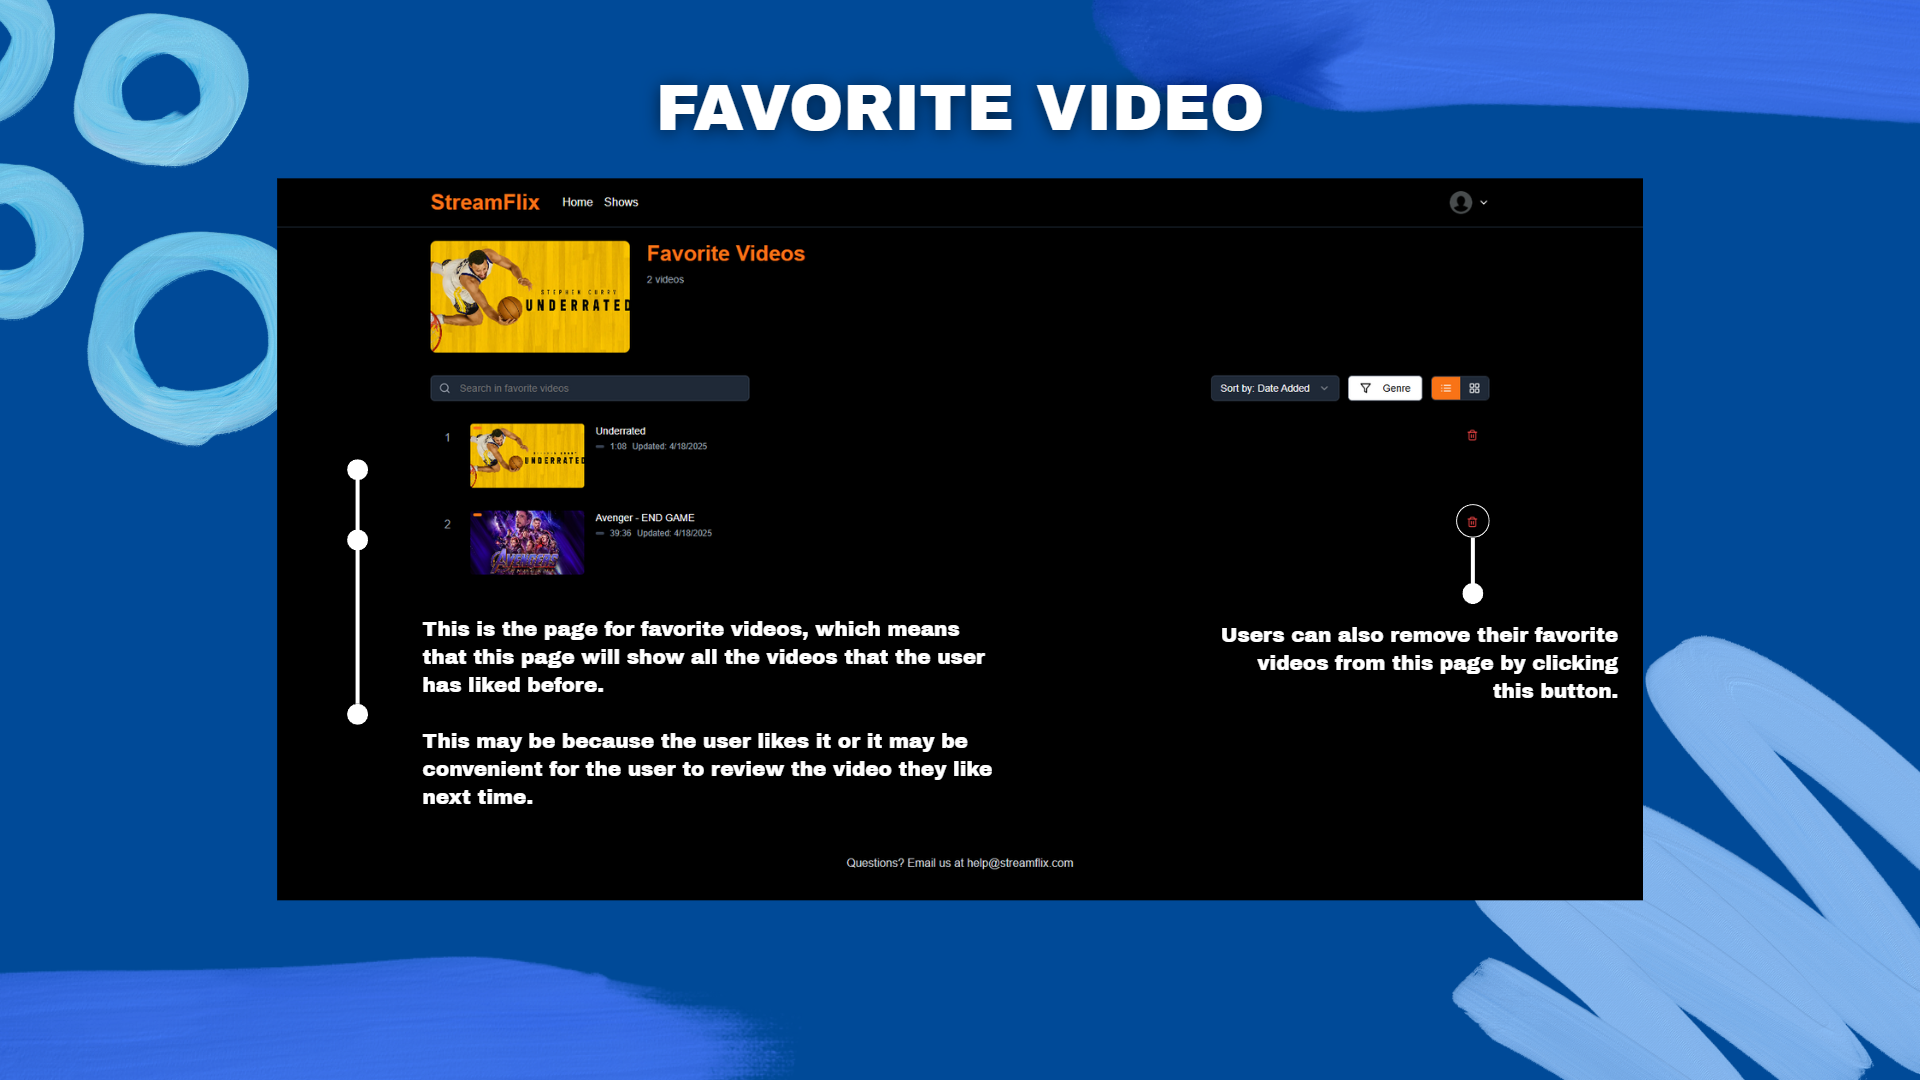 FAVORITE VIDEO
StreamFlix Home Shows
Favorite Videos
2 videos
STEPHEN CURRY
UNDERRATED
Search in favorite videos
Sort by: Date Added
Genre
1
UNDERRATED
Underrated
1:08 Updated: 4/18/2025
2
AVENGERS
Avenger - END GAME
39:36 Updated: 4/18/2025
This is the page for favorite videos, which means
that this page will show all the videos that the user
has liked before.
This may be because the user likes it or it may be
convenient for the user to review the video they like
next time.
Users can also remove their favorite
videos from this page by clicking
this button.
Questions? Email us at help@streamflix.com